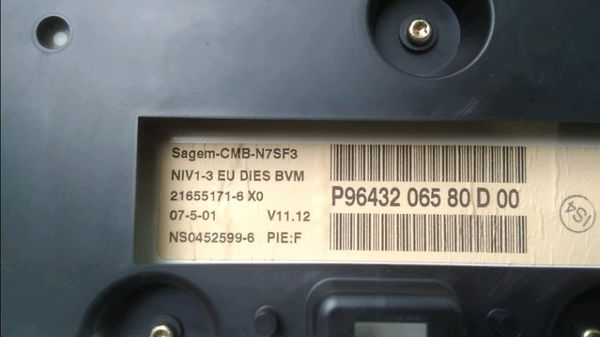 Sagem-CMB-N7SF3
NIV1-3 EU DIES BVM
21655171-6 X0
07-5-01 V11.12
NS0452599-6 PIE:F
P96432 065 80 D 00
IS4